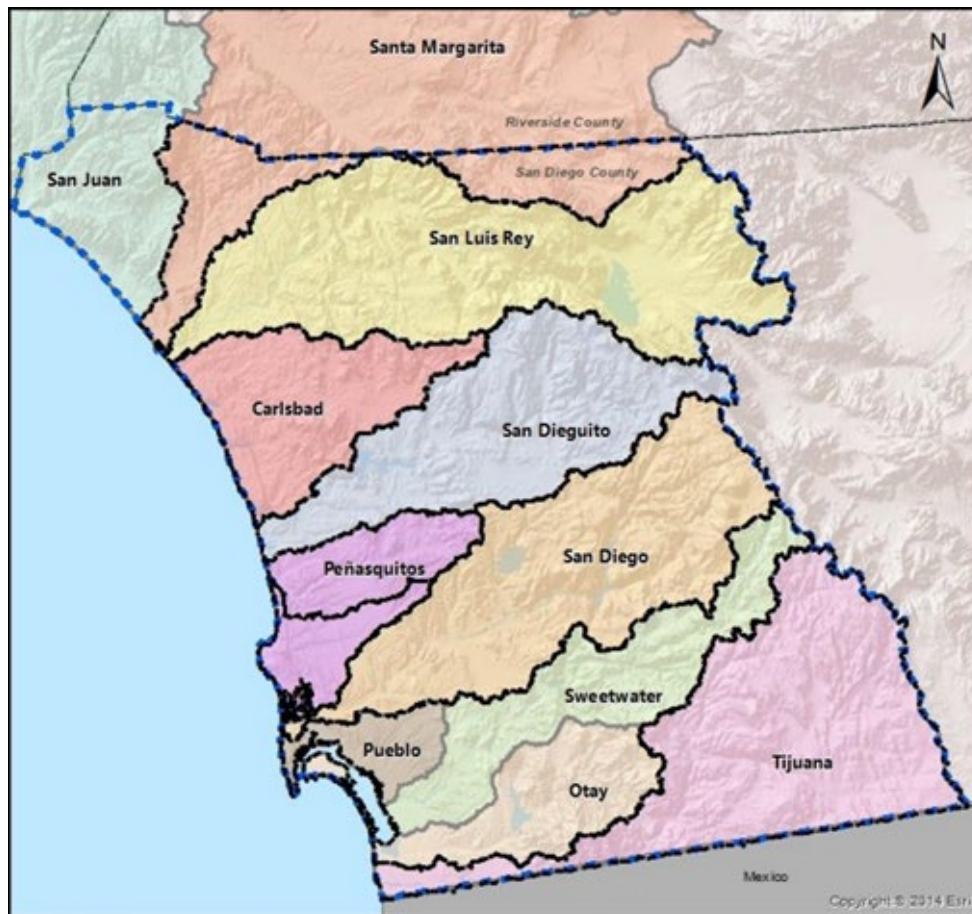 Santa Margarita
N
Riverside County
San Diego County
San Juan
San Luis Rey
Carlsbad
San Dieguito
Peñasquitos
San Diego
Sweetwater
Pueblo
Otay
Tijuana
Mexico
Copyright © 2014 Esri